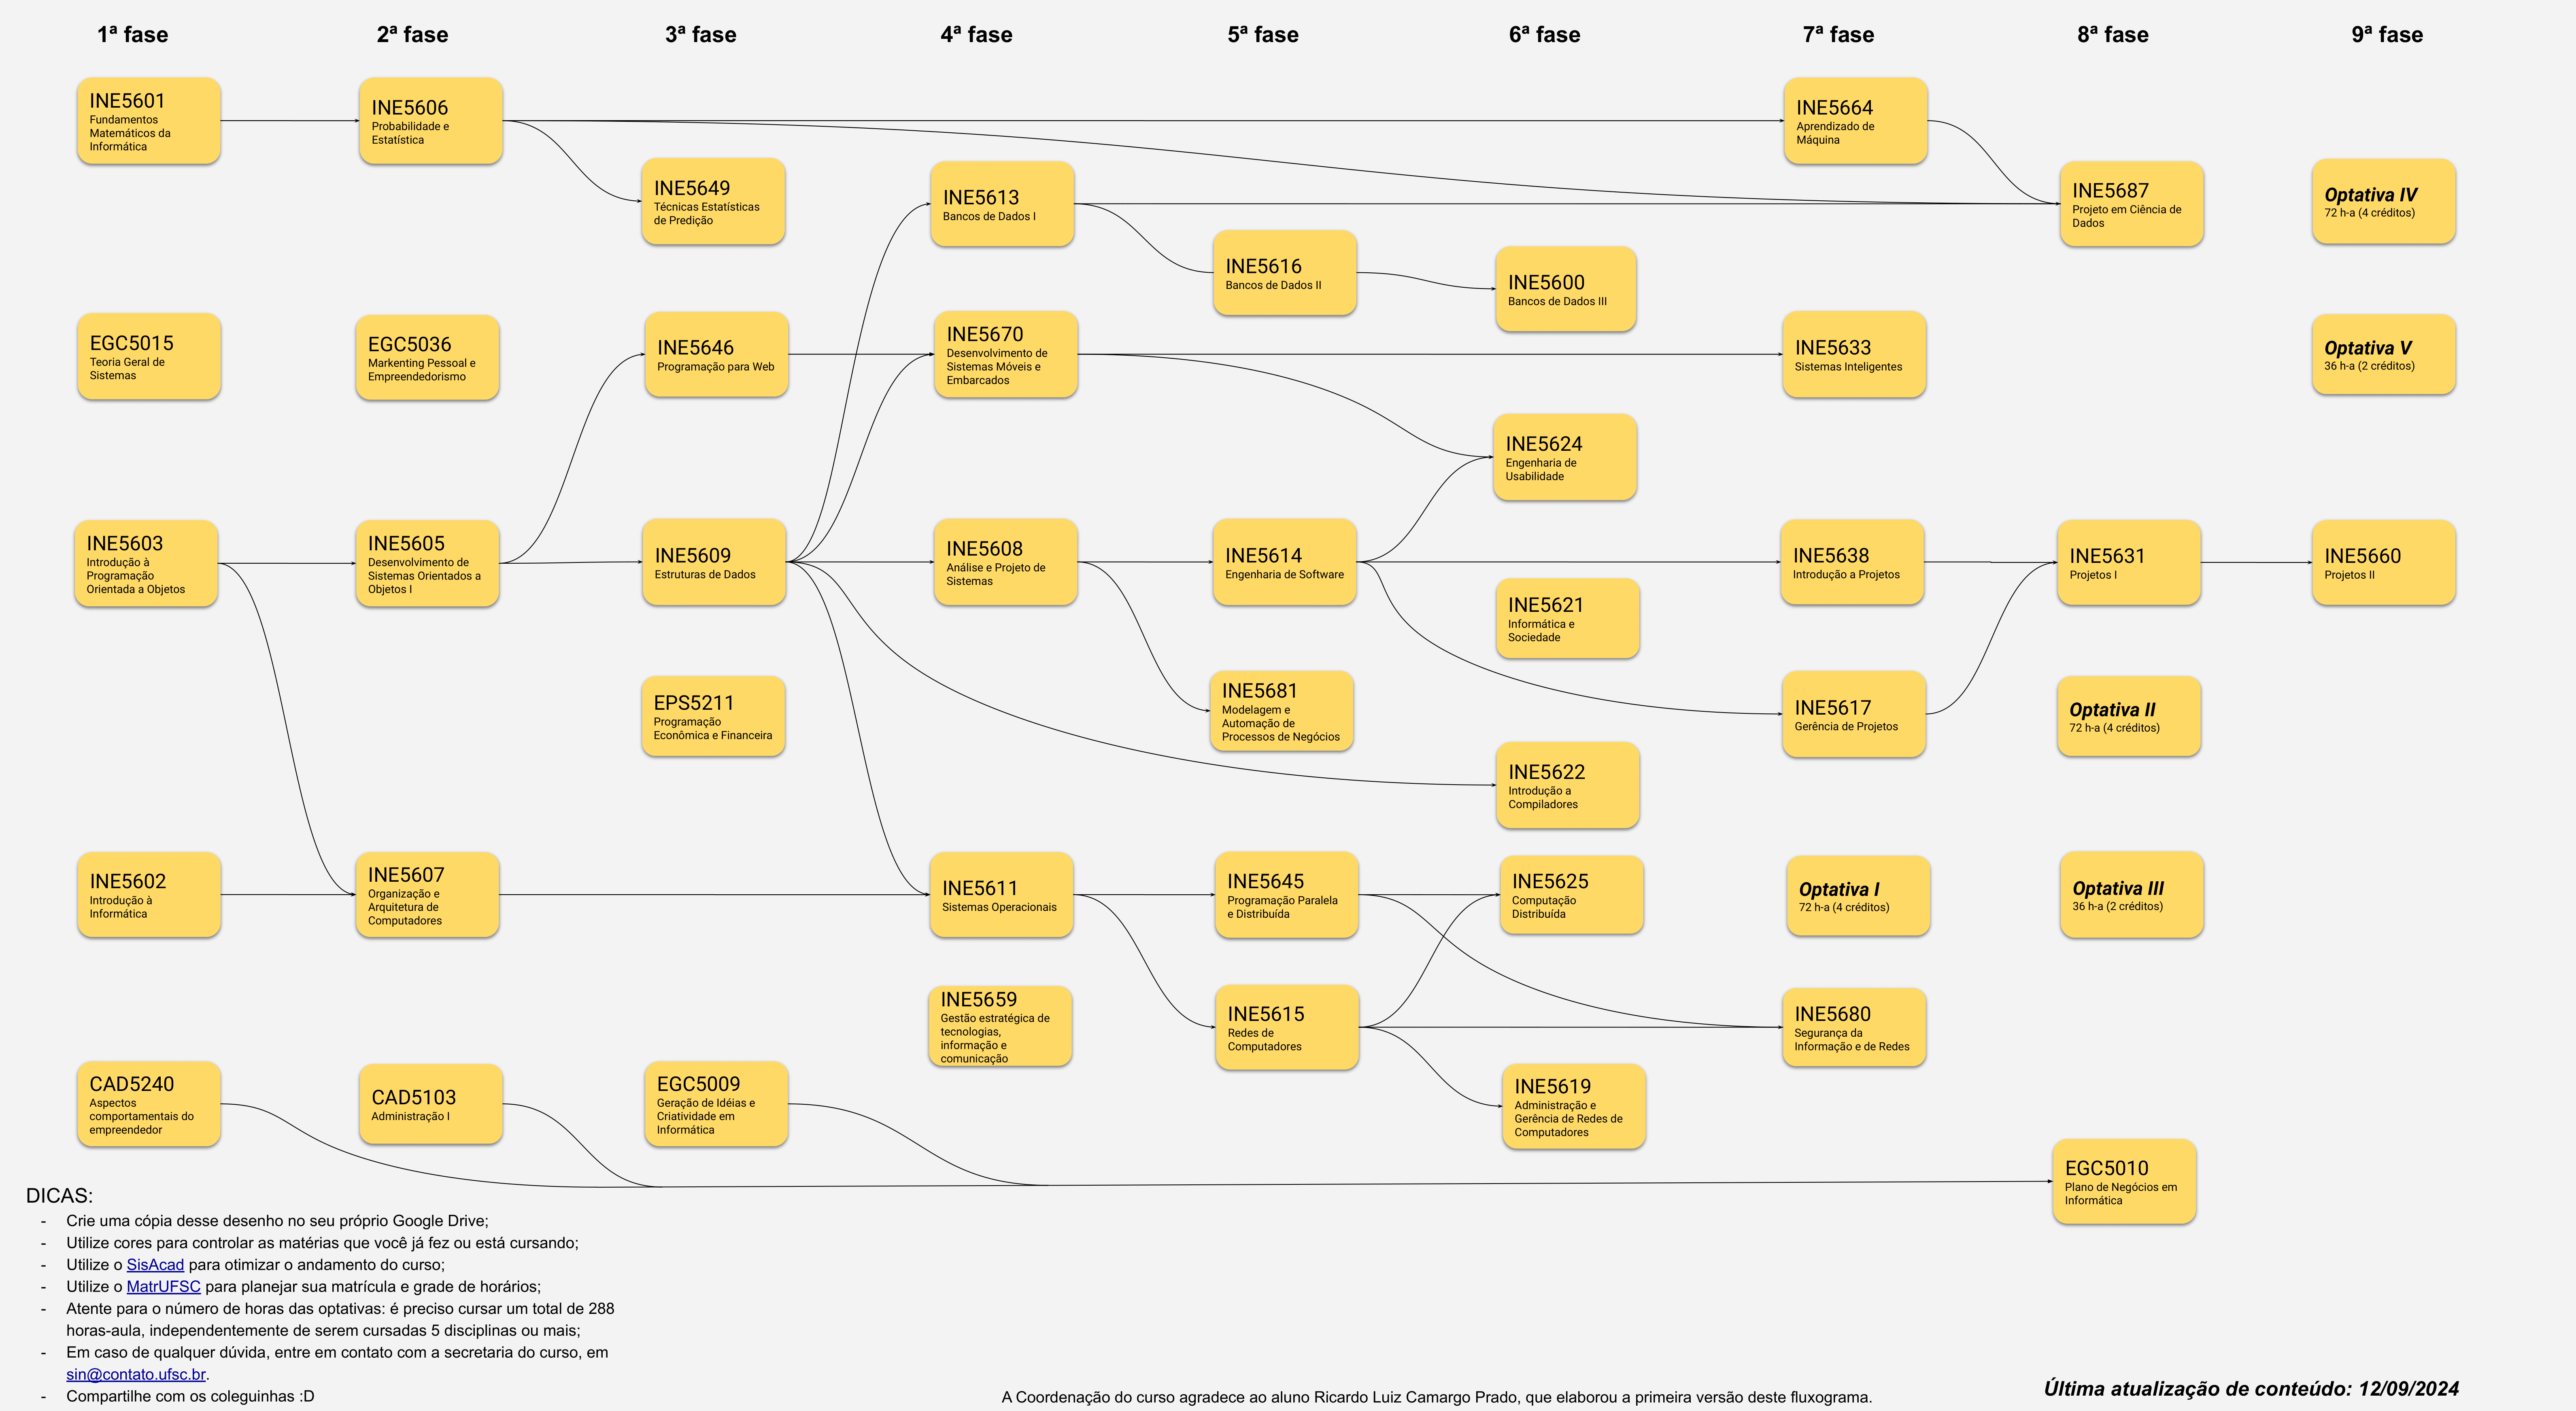 1ª fase
2ª fase
3ª fase
4ª fase
5ª fase
6ª fase
7ª fase
8ª fase
9ª fase
INE5601
Fundamentos
Matemáticos da
Informática
INE5606
Probabilidade e
Estatística
INE5664
Aprendizado de
Máquina
INE5649
Técnicas Estatísticas
de Predição
INE5613
Bancos de Dados I
INE5687
Projeto em Ciência de
Dados
Optativa IV
72 h-a (4 créditos)
INE5616
Bancos de Dados II
INE5600
Bancos de Dados III
EGC5015
Teoria Geral de
Sistemas
EGC5036
Markenting Pessoal e
Empreendedorismo
INE5646
Programação para Web
INE5670
Desenvolvimento de
Sistemas Móveis e
Embarcados
INE5633
Sistemas Inteligentes
Optativa V
36 h-a (2 créditos)
INE5624
Engenharia de
Usabilidade
INE5603
Introdução à
Programação
Orientada a Objetos
INE5605
Desenvolvimento de
Sistemas Orientados a
Objetos I
INE5609
Estruturas de Dados
INE5608
Análise e Projeto de
Sistemas
INE5614
Engenharia de Software
INE5638
Introdução a Projetos
INE5631
Projetos I
INE5660
Projetos II
INE5621
Informática e
Sociedade
EPS5211
Programação
Econômica e Financeira
INE5681
Modelagem e
Automação de
Processos de Negócios
INE5617
Gerência de Projetos
Optativa II
72 h-a (4 créditos)
INE5622
Introdução a
Compiladores
INE5602
Introdução à
Informática
INE5607
Organização e
Arquitetura de
Computadores
INE5611
Sistemas Operacionais
INE5645
Programação Paralela
e Distribuída
INE5625
Computação
Distribuída
Optativa I
72 h-a (4 créditos)
Optativa III
36 h-a (2 créditos)
INE5659
Gestão estratégica de
tecnologias,
informação e
comunicação
INE5615
Redes de
Computadores
INE5680
Segurança da
Informação e de Redes
CAD5240
Aspectos
comportamentais do
empreendedor
CAD5103
Administração I
EGC5009
Geração de Idéias e
Criatividade em
Informática
INE5619
Administração e
Gerência de Redes de
Computadores
EGC5010
Plano de Negócios em
Informática
DICAS:
- Crie uma cópia desse desenho no seu próprio Google Drive;
- Utilize cores para controlar as matérias que você já fez ou está cursando;
- Utilize o SisAcad para otimizar o andamento do curso;
- Utilize o MatrUFSC para planejar sua matrícula e grade de horários;
- Atente para o número de horas das optativas: é preciso cursar um total de 288
horas-aula, independentemente de serem cursadas 5 disciplinas ou mais;
- Em caso de qualquer dúvida, entre em contato com a secretaria do curso, em
sin@contato.ufsc.br.
- Compartilhe com os coleguinhas :D
A Coordenação do curso agradece ao aluno Ricardo Luiz Camargo Prado, que elaborou a primeira versão deste fluxograma.
Última atualização de conteúdo: 12/09/2024